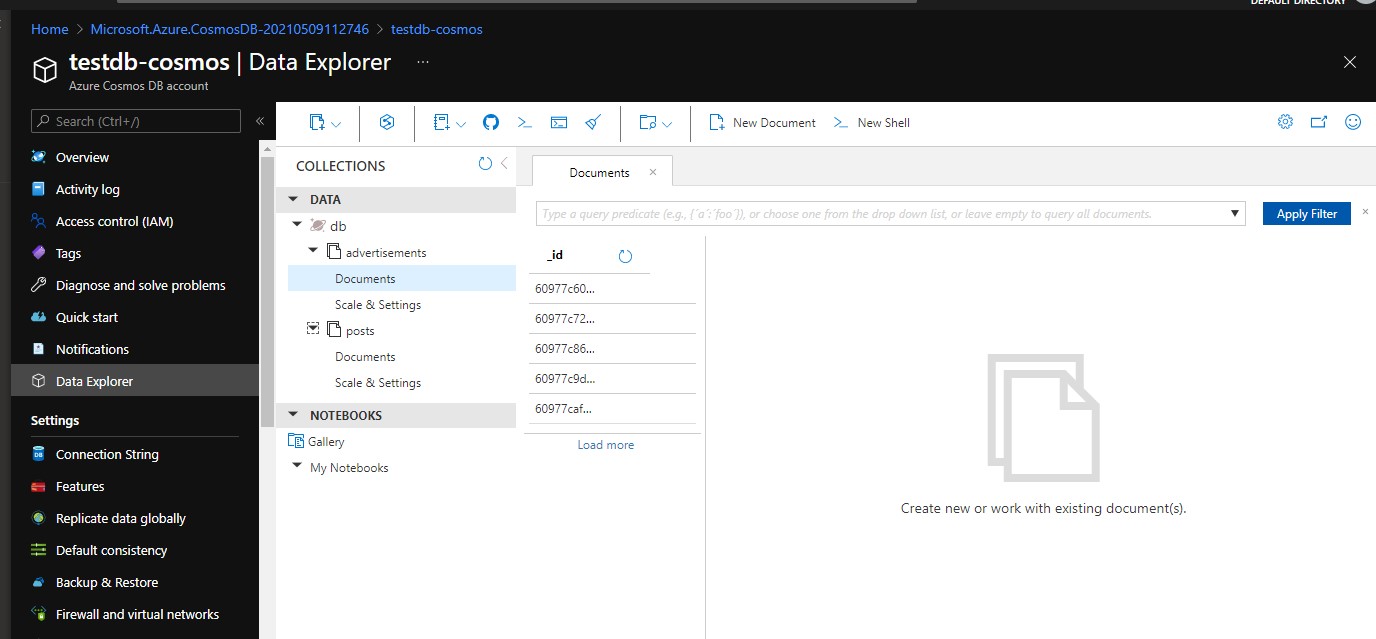 DEFAULT DIRECTORY
Home > Microsoft.Azure.CosmosDB-20210509112746 > testdb-cosmos
testdb-cosmos | Data Explorer ...
Azure Cosmos DB account
Search (Ctrl+/)
Overview
Activity log
Access control (IAM)
Tags
Diagnose and solve problems
Quick start
Notifications
Data Explorer
Settings
Connection String
Features
Replicate data globally
Default consistency
Backup & Restore
Firewall and virtual networks
New Document
New Shell
COLLECTIONS
DATA
db
advertisements
Documents
Scale & Settings
posts
Documents
Scale & Settings
NOTEBOOKS
Gallery
My Notebooks
Documents
Type a query predicate (e.g., {´a´:´foo´}), or choose one from the drop down list, or leave empty to query all documents.
Apply Filter
_id
60977c60...
60977c72...
60977c86...
60977c9d...
60977caf...
Load more
Create new or work with existing document(s).